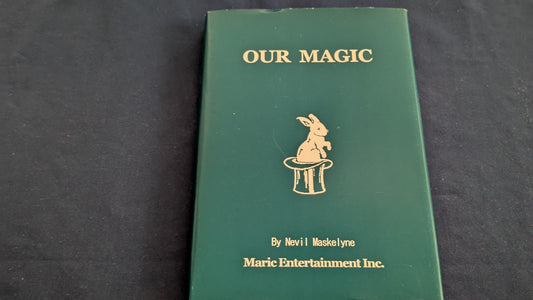 OUR MAGIC
By Nevil Maskelyne
Maric Entertainment Inc.